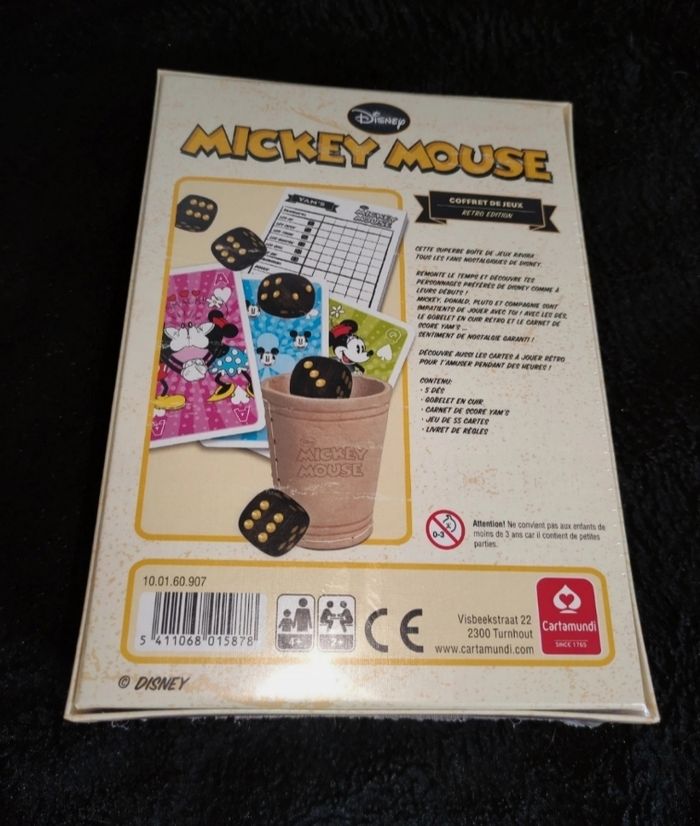 Disney
MICKEY MOUSE
COFFRET DE JEUX
RETRO EDITION
YAM'S
MICKEY
MOUSE
CETTE SUPERBE BOÎTE DE JEUX RAVIRA
TOUS LES FANS NOSTALGIQUES DE DISNEY.
REMONTE LE TEMPS ET DÉCOUVRE TES
PERSONNAGES PRÉFÉRÉS DE DISNEY COMME À
LEURS DÉBUTS !
MICKEY, DONALD, PLUTO ET COMPAGNIE SONT
IMPATIENTS DE JOUER AVEC TOI ! AVEC LES DÉS,
LE GOBELET EN CUIR RÉTRO ET LE CARNET DE
SCORE YAM'S ...
SENTIMENT DE NOSTALGIE GARANTI !
DÉCOUVRE AUSSI LES CARTES À JOUER RÉTRO
POUR T'AMUSER PENDANT DES HEURES !
CONTENU:
- 5 DÉS
- GOBELET EN CUIR
- CARNET DE SCORE YAM'S
- JEU DE 55 CARTES
- LIVRET DE RÈGLES
A
A
Disney
MICKEY
MOUSE
0-3
Attention! Ne convient pas aux enfants de
moins de 3 ans car il contient de petites
parties.
10.01.60.907
5 411068 015878
CE
Visbeekstraat 22
2300 Turnhout
www.cartamundi.com
Cartamundi
SINCE 1765
© DISNEY